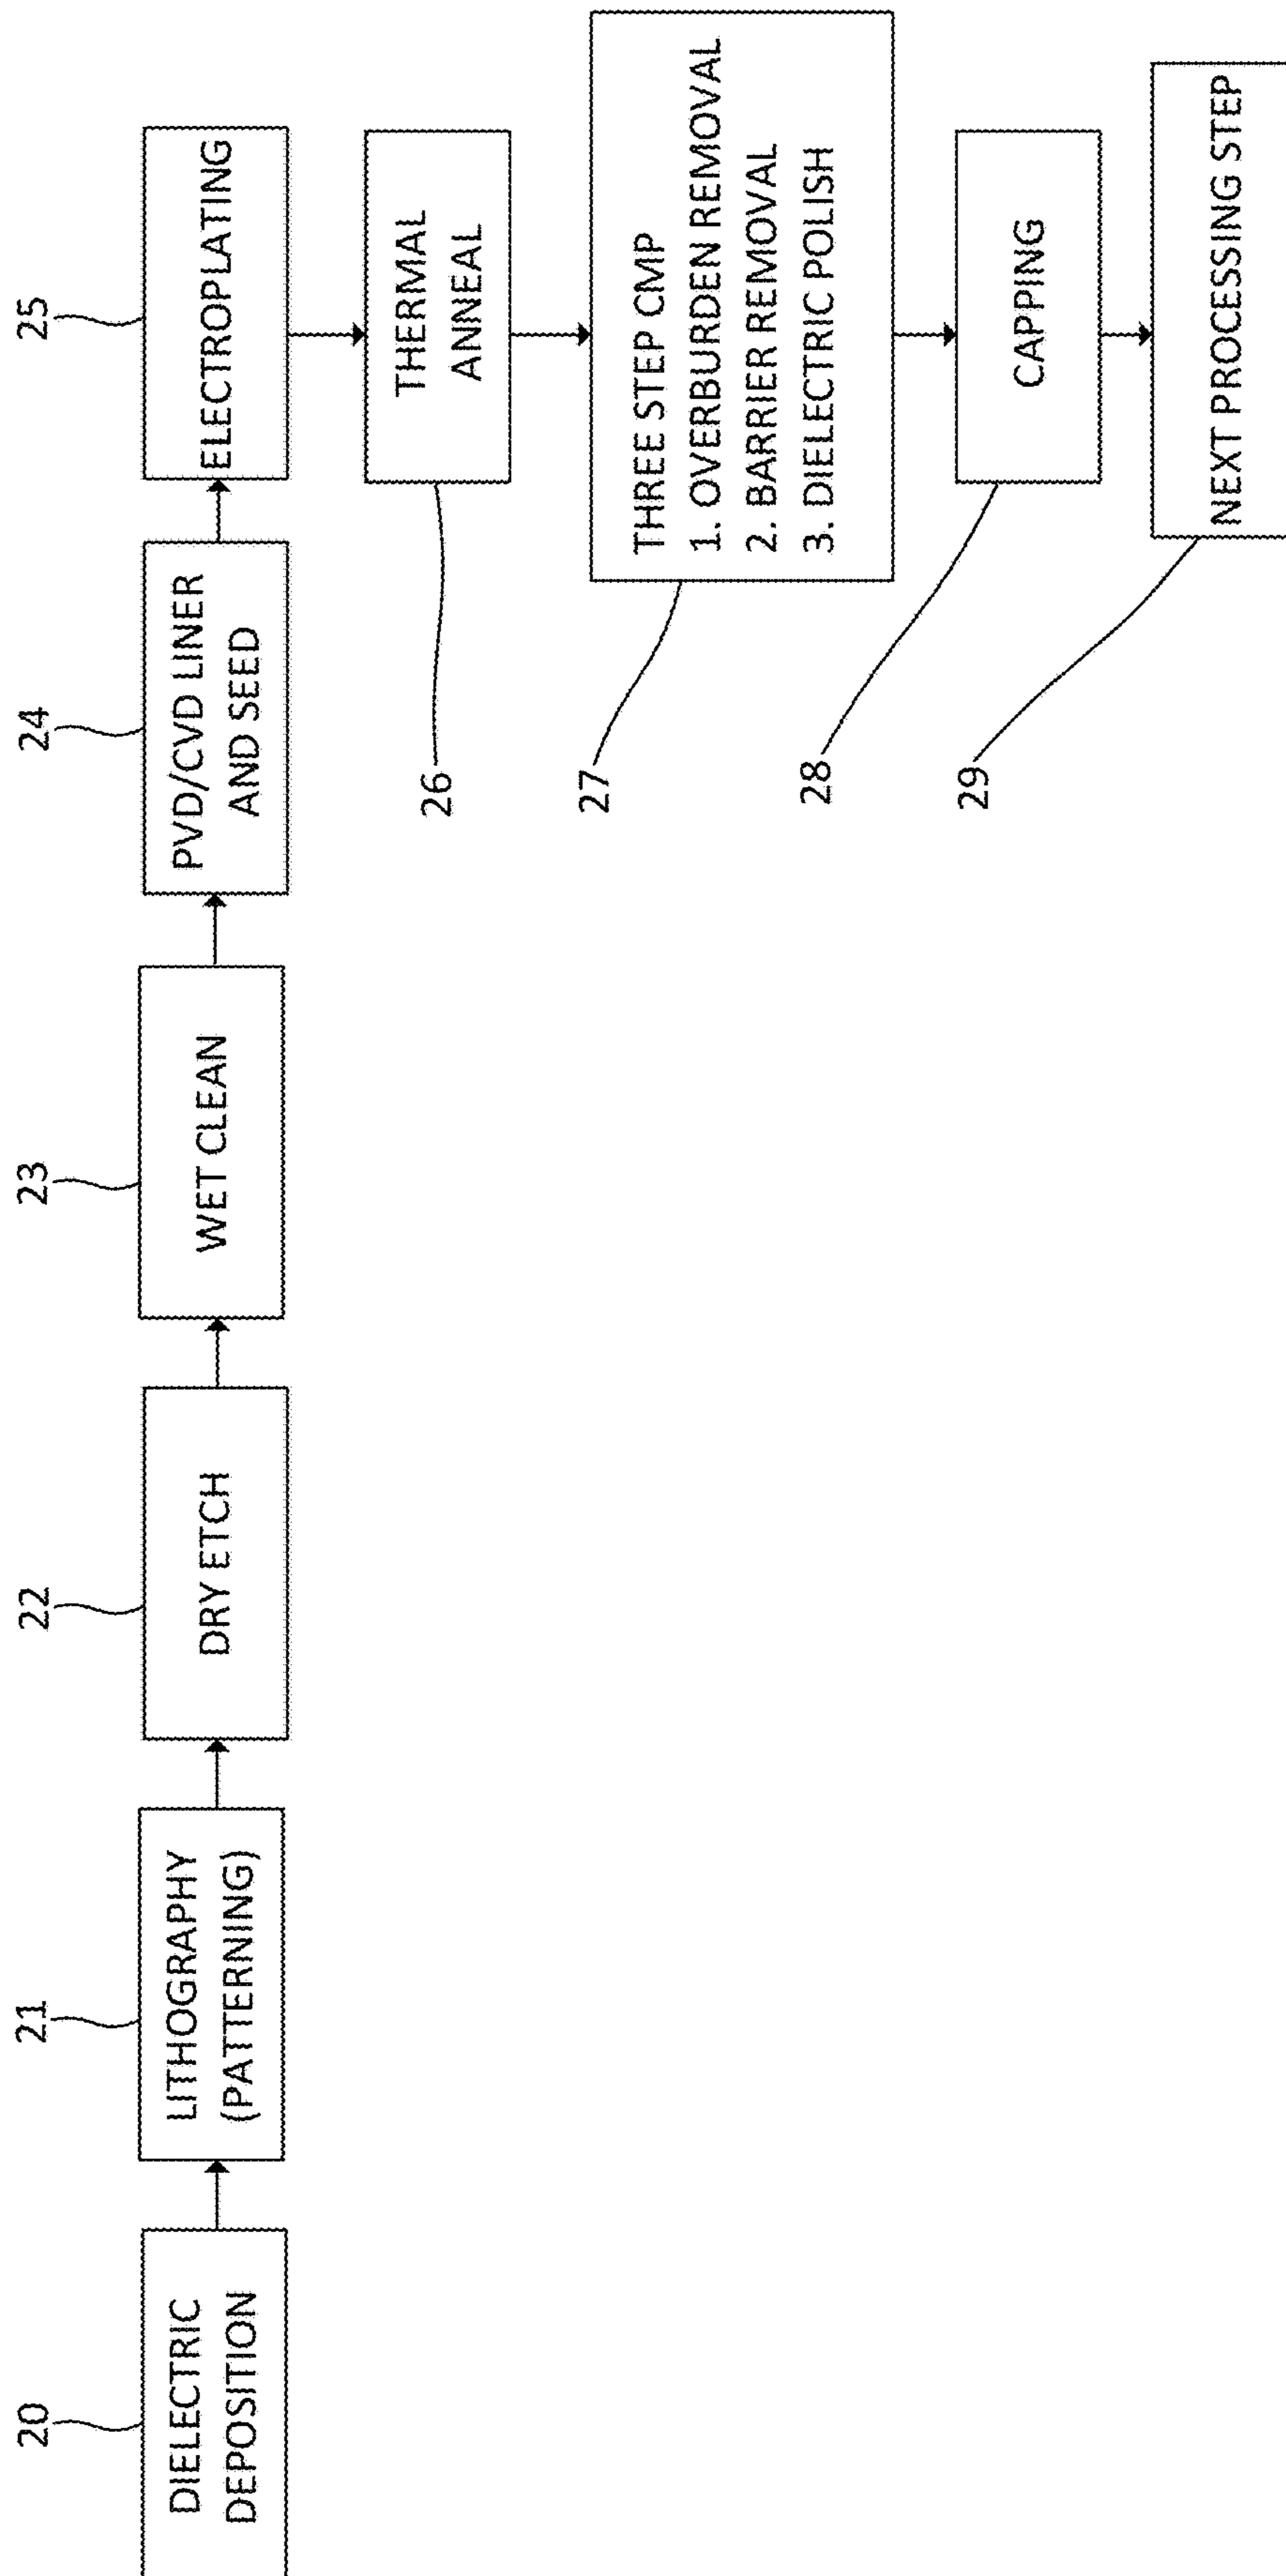 20
DIELECTRIC
DEPOSITION
21
LITHOGRAPHY
(PATTERNING)
22
DRY ETCH
23
WET CLEAN
24
PVD/CVD LINER
AND SEED
25
ELECTROPLATING
26
THERMAL
ANNEAL
27
THREE STEP CMP
1. OVERBURDEN REMOVAL
2. BARRIER REMOVAL
3. DIELECTRIC POLISH
28
CAPPING
29
NEXT PROCESSING STEP